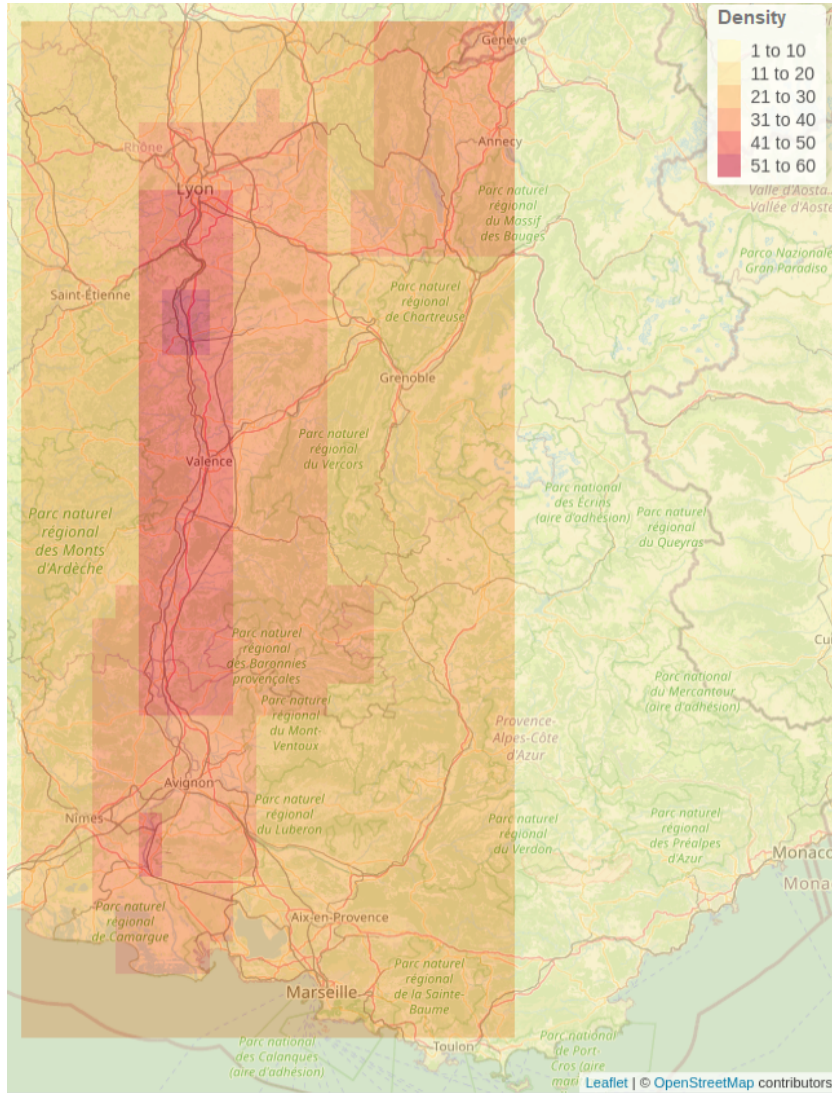 Density
1 to 10
11 to 20
21 to 30
31 to 40
41 to 50
51 to 60
Genève
Rhône
Annecy
Lyon
Parc naturel
régional
du Massif
des Bauges
Valle d'Aosta
Vallée d'Aoste
Parco Nazionale
Gran Paradiso
Saint-Étienne
Parc naturel
régional
de Chartreuse
Grenoble
Parc naturel
régional
du Vercors
Valence
Parc national
des Écrins
(aire d'adhésion)
Parc naturel
régional
du Queyras
Parc naturel
régional
des Monts
d'Ardèche
Parc naturel
régional
des Baronnies
provençales
Parc naturel
régional
du Mont-
Ventoux
Parc national
du Mercantour
(aire d'adhésion)
Provence-
Alpes-Côte
d'Azur
Avignon
Nîmes
Parc naturel
régional
du Luberon
Parc naturel
régional
du Verdon
Parc naturel
régional
des Préalpes
d'Azur
Monaco
Mona
Parc naturel
régional
de Camargue
Aix-en-Provence
Marseille
Parc naturel
régional
de la Sainte-
Baume
Toulon
Parc national
des Calanques
(aire d'adhésion)
Parc national
de Port-
Cros (aire
Leaflet | © OpenStreetMap contributors